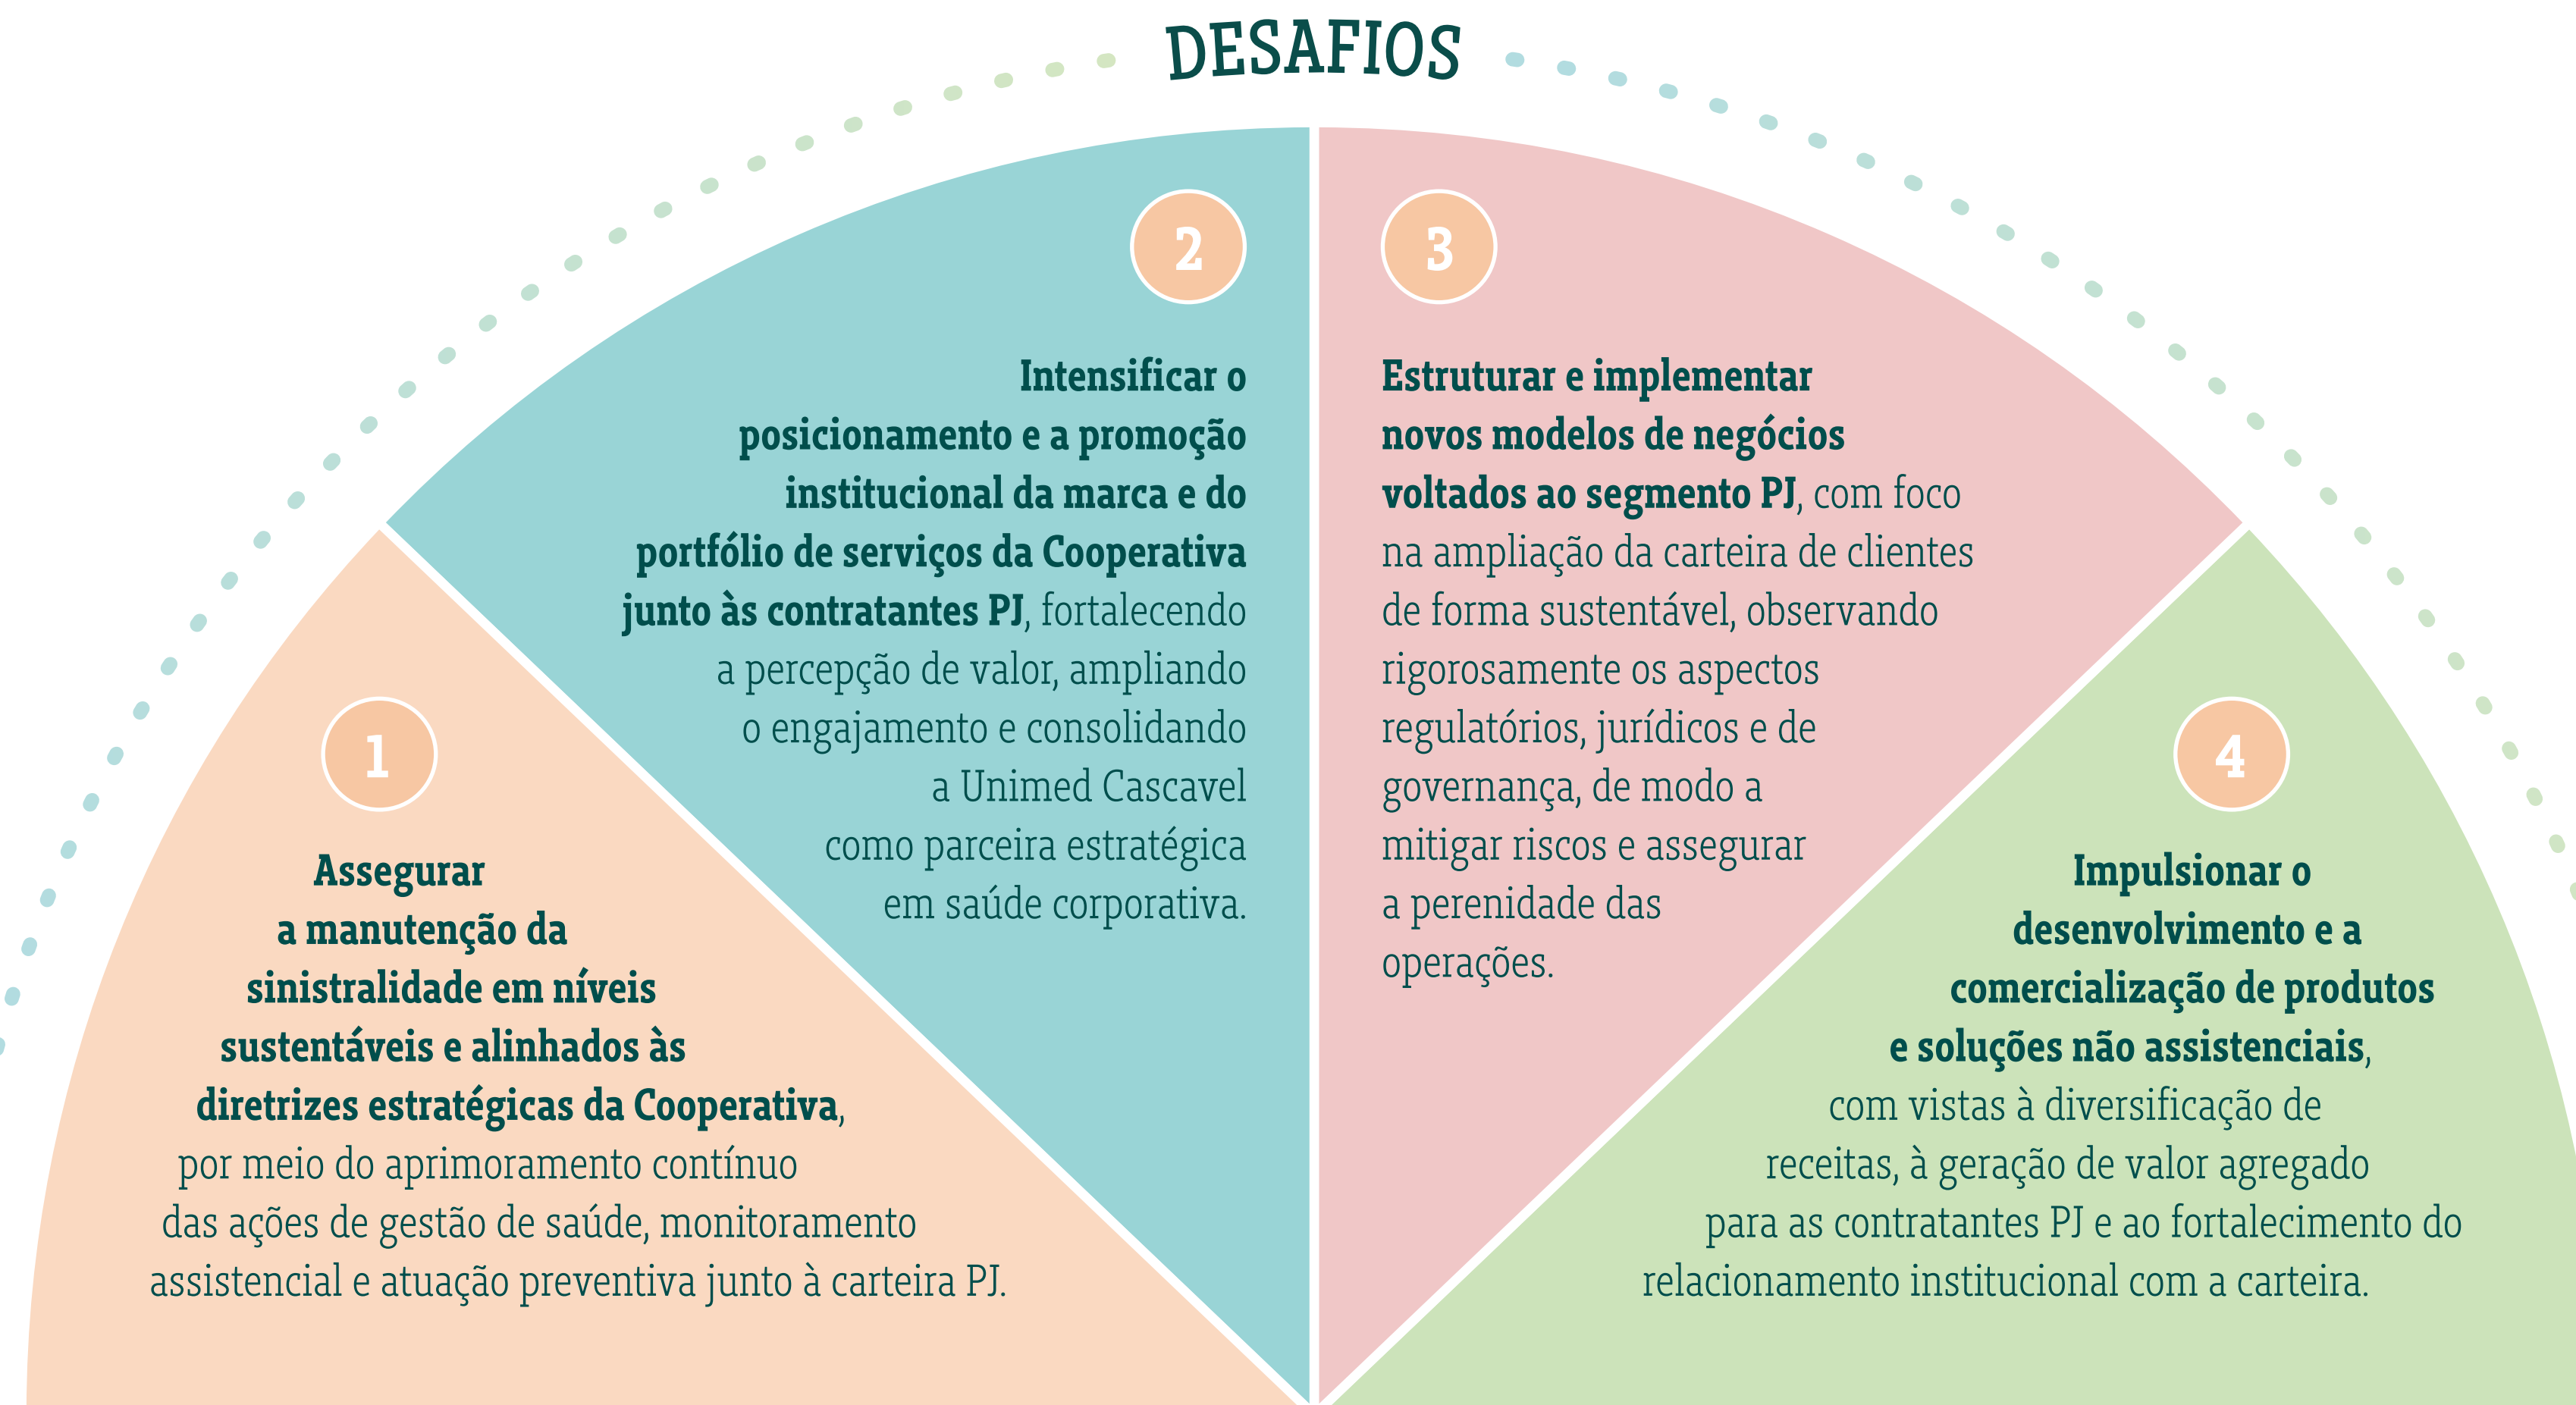 DESAFIOS
1
Assegurar
a manutenção da
sinistralidade em níveis
sustentáveis e alinhados às
diretrizes estratégicas da Cooperativa,
por meio do aprimoramento contínuo
das ações de gestão de saúde, monitoramento
assistencial e atuação preventiva junto à carteira PJ.
2
Intensificar o
posicionamento e a promoção
institucional da marca e do
portfólio de serviços da Cooperativa
junto às contratantes PJ, fortalecendo
a percepção de valor, ampliando
o engajamento e consolidando
a Unimed Cascavel
como parceira estratégica
em saúde corporativa.
3
Estruturar e implementar
novos modelos de negócios
voltados ao segmento PJ, com foco
na ampliação da carteira de clientes
de forma sustentável, observando
rigorosamente os aspectos
regulatórios, jurídicos e de
governança, de modo a
mitigar riscos e assegurar
a perenidade das
operações.
4
Impulsionar o
desenvolvimento e a
comercialização de produtos
e soluções não assistenciais,
com vistas à diversificação de
receitas, à geração de valor agregado
para as contratantes PJ e ao fortalecimento do
relacionamento institucional com a carteira.